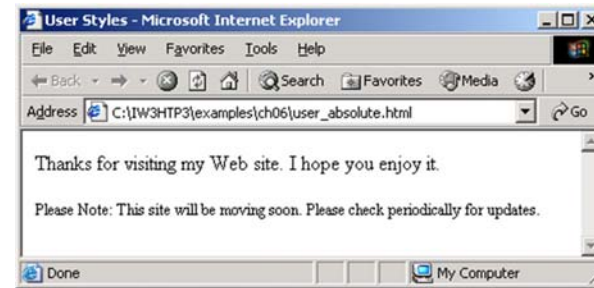 User Styles - Microsoft Internet Explorer
File Edit View Favorites Tools Help
Back Search Favorites Media
Address C:\IW3HTP3\examples\ch06\user_absolute.html Go
Thanks for visiting my Web site. I hope you enjoy it.
Please Note: This site will be moving soon. Please check periodically for updates.
Done My Computer